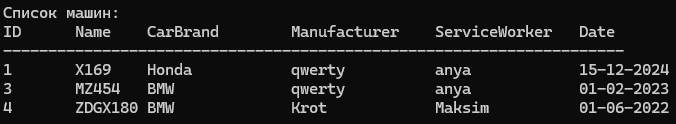 Список машин:
ID Name CarBrand Manufacturer ServiceWorker Date
---------------------------------------------------------------------
1 X169 Honda qwerty anya 15-12-2024
3 MZ454 BMW qwerty anya 01-02-2023
4 ZDGX180 BMW Krot Maksim 01-06-2022